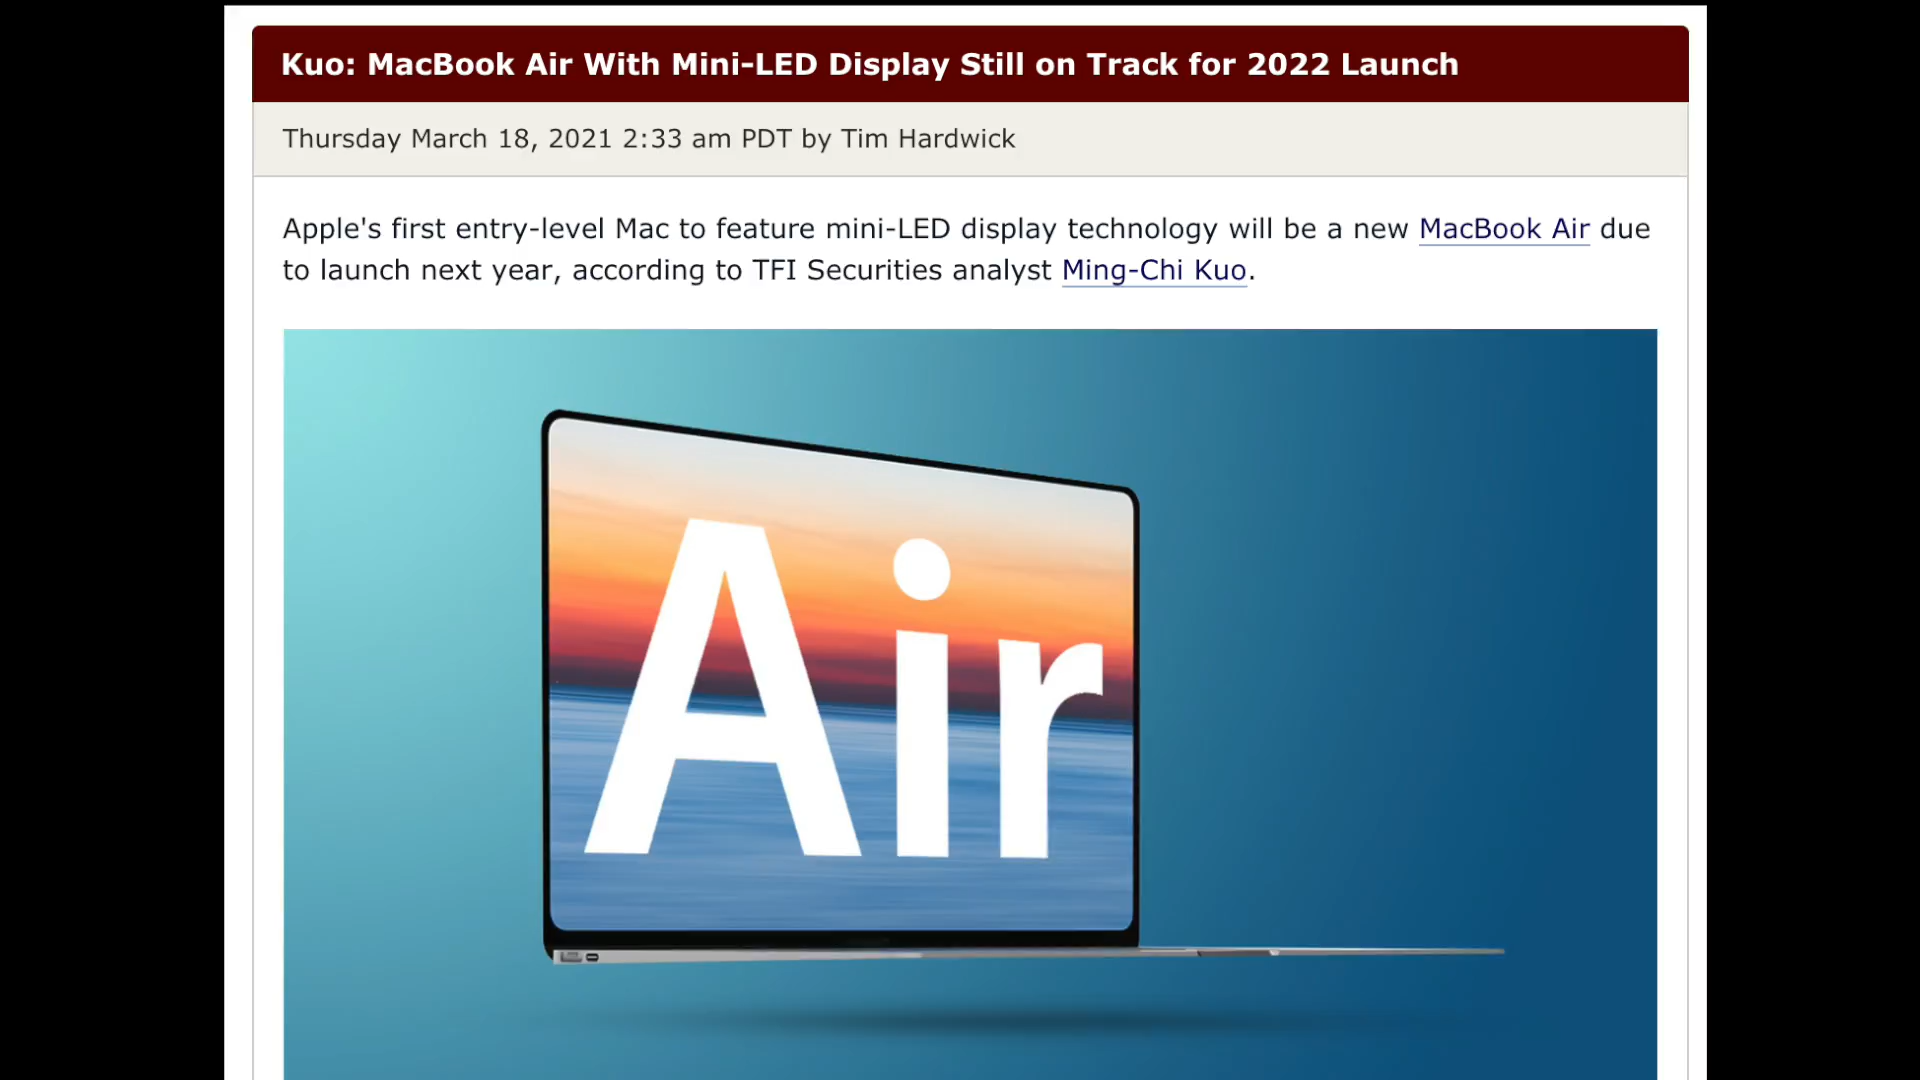 Kuo: MacBook Air With Mini-LED Display Still on Track for 2022 Launch
Thursday March 18, 2021 2:33 am PDT by Tim Hardwick
Apple's first entry-level Mac to feature mini-LED display technology will be a new MacBook Air due
to launch next year, according to TFI Securities analyst Ming-Chi Kuo.
Air